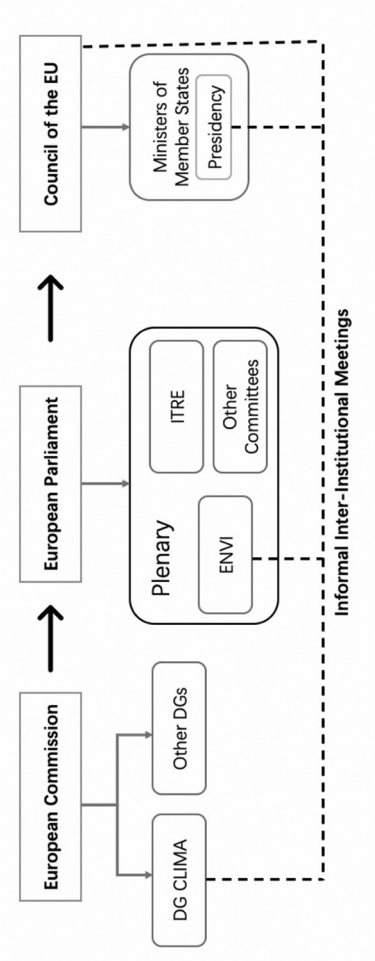 European Commission
European Parliament
Council of the EU
DG CLIMA
Other DGs
Plenary
ENVI
ITRE
Other
Committees
Ministers of
Member States
Presidency
Informal Inter-Institutional Meetings